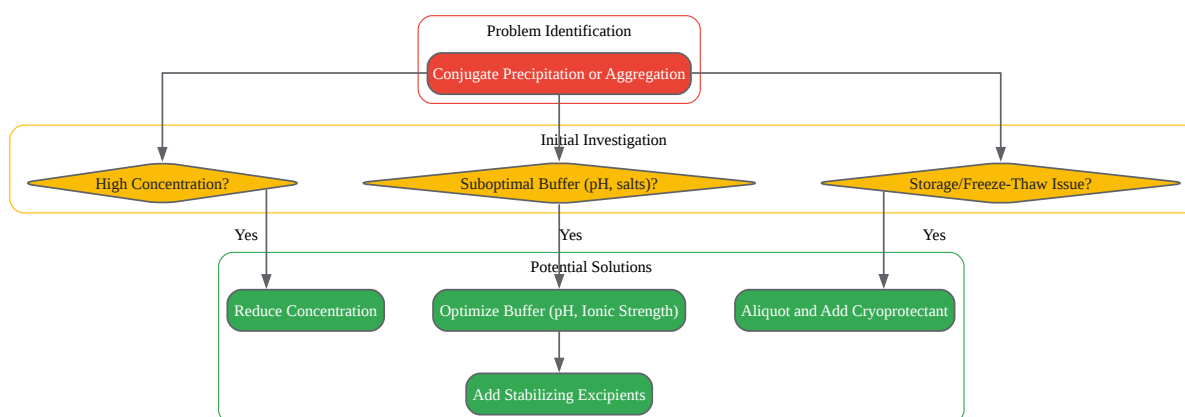 Problem Identification
Conjugate Precipitation or Aggregation
Initial Investigation
High Concentration?
Suboptimal Buffer (pH, salts)?
Storage/Freeze-Thaw Issue?
Yes
Yes
Yes
Potential Solutions
Reduce Concentration
Optimize Buffer (pH, Ionic Strength)
Aliquot and Add Cryoprotectant
Add Stabilizing Excipients